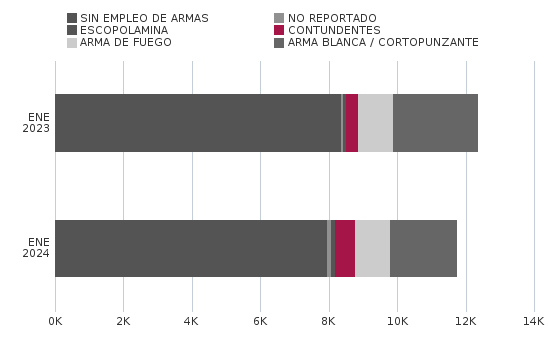 SIN EMPLEO DE ARMAS
NO REPORTADO
ESCOPOLAMINA
CONTUNDENTES
ARMA DE FUEGO
ARMA BLANCA / CORTOPUNZANTE
ENE
2023
ENE
2024
0K 2K 4K 6K 8K 10K 12K 14K